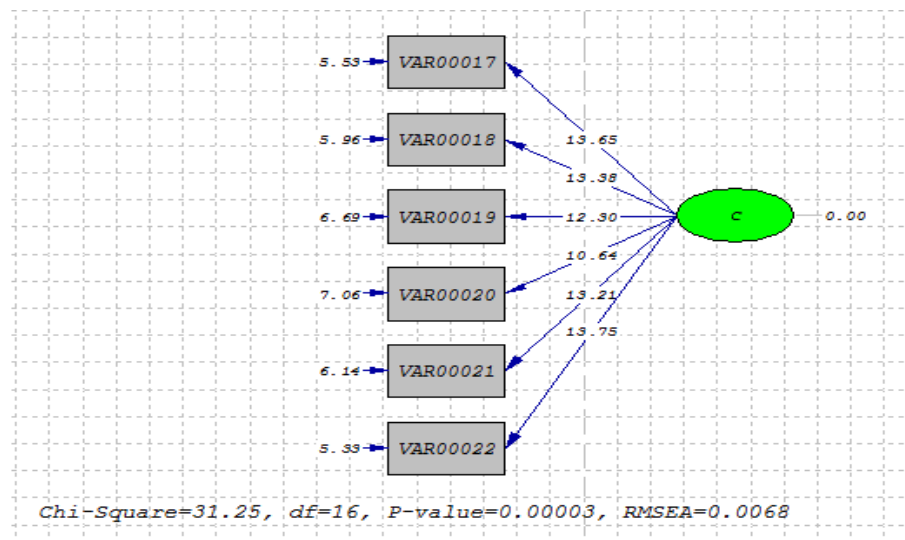 5.53 VAR00017
13.65
5.96 VAR00018
13.38
6.69 VAR00019 12.30 C 0.00
10.64
7.06 VAR00020 13.21
13.75
6.14 VAR00021
5.33 VAR00022
Chi-Square=31.25, df=16, P-value=0.00003, RMSEA=0.0068